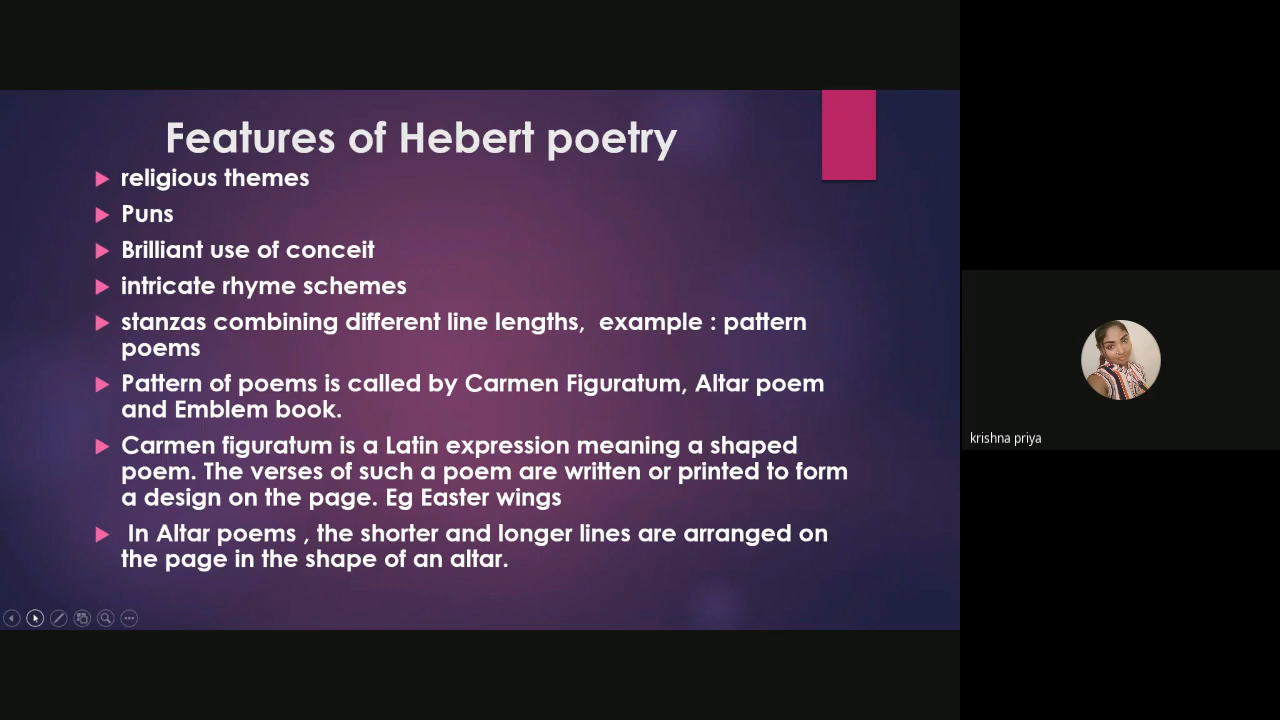 Features of Hebert poetry
religious themes
Puns
Brilliant use of conceit
intricate rhyme schemes
stanzas combining different line lengths,  example : pattern
poems
Pattern of poems is called by Carmen Figuratum, Altar poem
and Emblem book.
Carmen figuratum is a Latin expression meaning a shaped
poem. The verses of such a poem are written or printed to form
a design on the page. Eg Easter wings
In Altar poems , the shorter and longer lines are arranged on
the page in the shape of an altar.
krishna priya